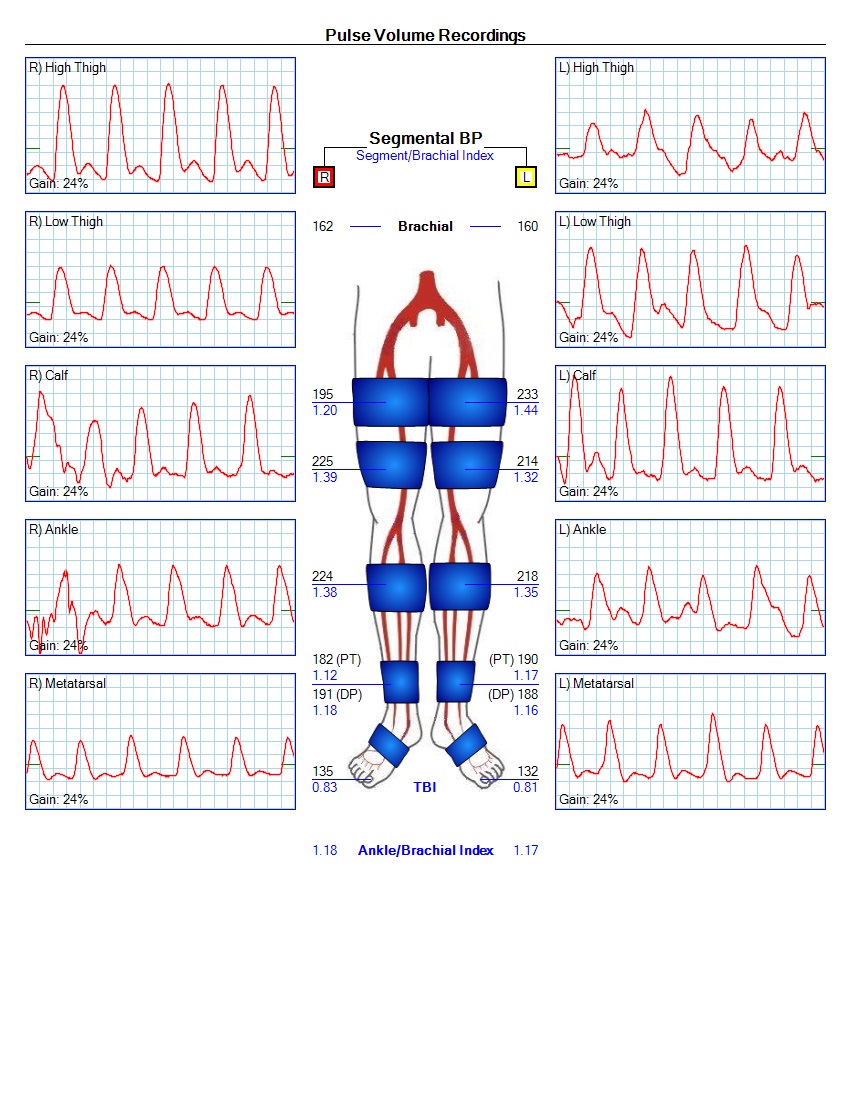 Pulse Volume Recordings
R) High Thigh
Gain: 24%
L) High Thigh
Gain: 24%
Segmental BP
Segment/Brachial Index
R
L
162 Brachial 160
R) Low Thigh
Gain: 24%
L) Low Thigh
Gain: 24%
R) Calf
Gain: 24%
L) Calf
Gain: 24%
195 233
1.20 1.44
225 214
1.39 1.32
R) Ankle
Gain: 24%
L) Ankle
Gain: 24%
224 218
1.38 1.35
182 (PT) (PT) 190
1.12 1.17
191 (DP) (DP) 188
1.18 1.16
R) Metatarsal
Gain: 24%
L) Metatarsal
Gain: 24%
135 132
0.83 TBI 0.81
1.18 Ankle/Brachial Index 1.17